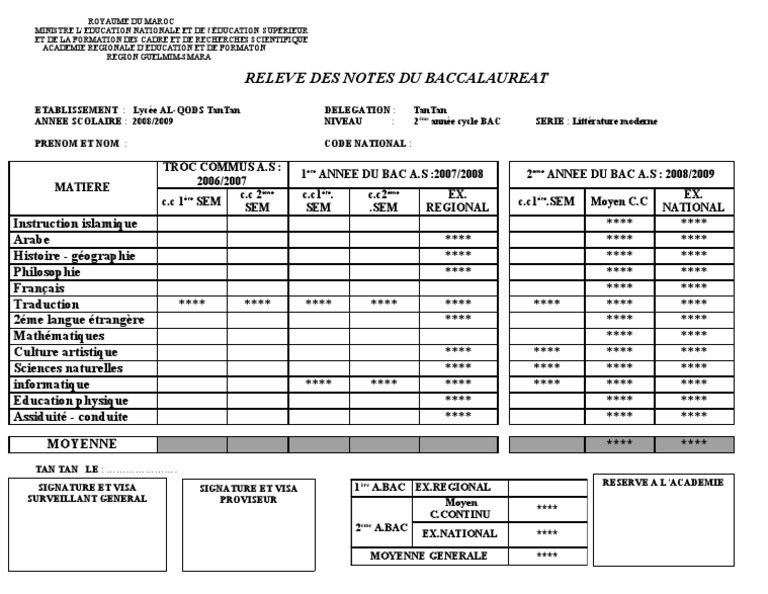 ROYAUME DU MAROC
MINISTRE L'EDUCATION NATIONALE ET DE l'ÉDUCATION SUPÉRIEUR
ET DE LA FORMATION DES CADRE ET DE RECHERCHES SCIENTIFIQUE
ACADEMIE REGIONALE D'EDUCATION ET DE FORMATON
REGION GUELMIM-SMARA
RELEVE DES NOTES DU BACCALAUREAT
ETABLISSEMENT : Lycée AL-QODS TanTan DELEGATION : TanTan
ANNEE SCOLAIRE : 2008/2009 NIVEAU : 2ème année cycle BAC SERIE : Littérature moderne
PRENOM ET NOM : CODE NATIONAL :
MATIERE
TROC COMMUS A.S : 2006/2007
1ère ANNEE DU BAC A.S :2007/2008
2ème ANNEE DU BAC A.S : 2008/2009
c.c 1ère SEM
c.c 2ème SEM
c.c1ère. SEM
c.c2ème .SEM
EX. REGIONAL
c.c1ère.SEM
Moyen C.C
EX. NATIONAL
Instruction islamique **** ****
Arabe **** **** ****
Histoire - géographie **** **** ****
Philosophie **** **** ****
Français **** ****
Traduction **** **** **** **** **** **** **** ****
2éme langue étrangère **** **** ****
Mathématiques **** ****
Culture artistique **** **** **** ****
Sciences naturelles **** **** **** ****
informatique **** **** **** **** **** ****
Education physique **** **** ****
Assiduité - conduite **** **** ****
MOYENNE **** ****
TAN TAN LE : ………………….
SIGNATURE ET VISA
SURVEILLANT GENERAL
SIGNATURE ET VISA
PROVISEUR
1ère A.BAC EX.REGIONAL
2ème A.BAC
Moyen
C.CONTINU ****
EX.NATIONAL ****
MOYENNE GENERALE ****
RESERVE A L'ACADEMIE